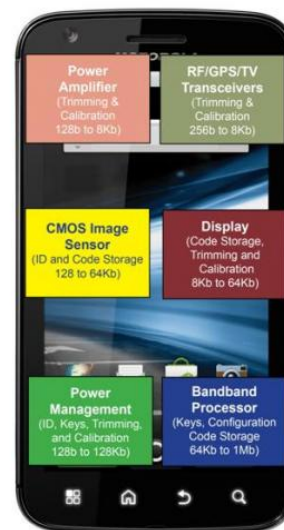 Power
Amplifier
(Trimming &
Calibration
128b to 8Kb)
RF/GPS/TV
Transceivers
(Trimming &
Calibration
256b to 8Kb)
CMOS Image
Sensor
(ID and Code Storage
128 to 64Kb)
Display
(Code Storage,
Trimming and
Calibration
8Kb to 64Kb)
Power
Management
(ID, Keys, Trimming,
and Calibration
128b to 128Kb)
Bandband
Processor
(Keys, Configuration
Code Storage
64Kb to 1Mb)